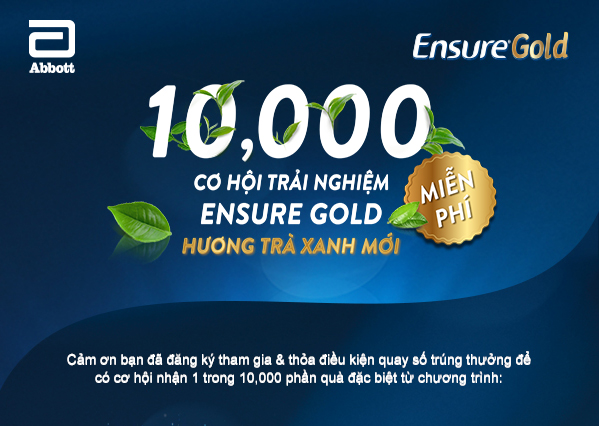 Abbott
Ensure Gold
10,000
CƠ HỘI TRẢI NGHIỆM
ENSURE GOLD
HƯƠNG TRÀ XANH MỚI
MIỄN
PHÍ
Cảm ơn bạn đã đăng ký tham gia & thỏa điều kiện quay số trúng thưởng để
có cơ hội nhận 1 trong 10,000 phần quà đặc biệt từ chương trình: